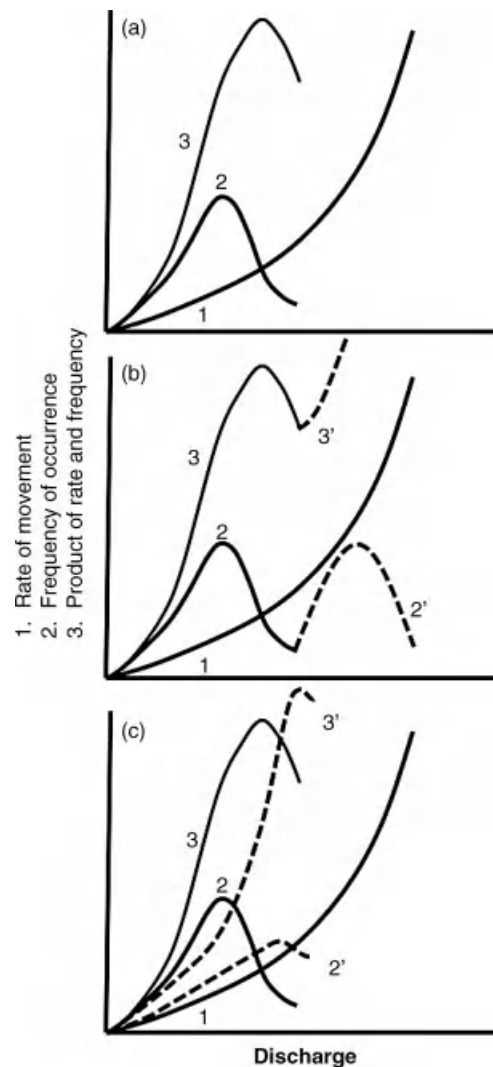 (a)
3
2
1
(b)
3'
3
2
2'
1
(c)
3'
3
2
2'
1
1. Rate of movement
2. Frequency of occurrence
3. Product of rate and frequency
Discharge